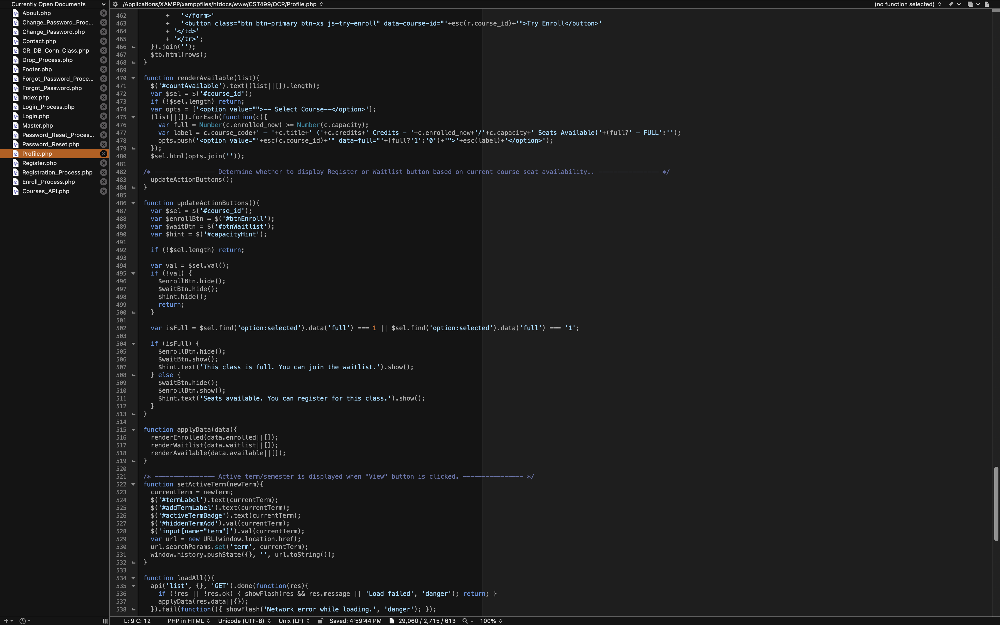 Currently Open Documents
/Applications/XAMPP/xamppfiles/htdocs/www/CST499/OCR/Profile.php
(no function selected)
About.php
Change_Password_Proc...
Change_Password.php
Contact.php
CR_DB_Conn_Class.php
Drop_Process.php
Footer.php
Forgot_Password_Proce...
Forgot_Password.php
Index.php
Login_Process.php
Login.php
Master.php
Password_Reset_Proces...
Password_Reset.php
Profile.php
Register.php
Registration_Process.php
Enroll_Process.php
Courses_API.php
462       +   '</form>'
463       +   '<button class="btn btn-primary btn-xs js-try-enroll" data-course-id="'+esc(r.course_id)+'">Try Enroll</button>'
464       + '</td>'
465       + '</tr>';
466   }).join('');
467   $tb.html(rows);
468 }
469
470 function renderAvailable(list){
471   $('#countAvailable').text((list||[]).length);
472   var $sel = $('#course_id');
473   if (!$sel.length) return;
474   var opts = ['<option value="">-- Select Course--</option>'];
475   (list||[]).forEach(function(c){
476     var full = Number(c.enrolled_now) >= Number(c.capacity);
477     var label = c.course_code+' – '+c.title+' ('+c.credits+' Credits - '+c.enrolled_now+'/'+c.capacity+' Seats Available)'+(full?' — FULL':'');
478     opts.push('<option value="'+esc(c.course_id)+'" data-full="'+(full?'1':'0')+'">'+esc(label)+'</option>');
479   });
480   $sel.html(opts.join(''));
481
482 /* ---------------- Determine whether to display Register or Waitlist button based on current course seat availability.. ---------------- */
483   updateActionButtons();
484 }
485
486 function updateActionButtons(){
487   var $sel = $('#course_id');
488   var $enrollBtn = $('#btnEnroll');
489   var $waitBtn = $('#btnWaitlist');
490   var $hint = $('#capacityHint');
491
492   if (!$sel.length) return;
493
494   var val = $sel.val();
495   if (!val) {
496     $enrollBtn.hide();
497     $waitBtn.hide();
498     $hint.hide();
499     return;
500   }
501
502   var isFull = $sel.find('option:selected').data('full') === 1 || $sel.find('option:selected').data('full') === '1';
503
504   if (isFull) {
505     $enrollBtn.hide();
506     $waitBtn.show();
507     $hint.text('This class is full. You can join the waitlist.').show();
508   } else {
509     $waitBtn.hide();
510     $enrollBtn.show();
511     $hint.text('Seats available. You can register for this class.').show();
512   }
513 }
514
515 function applyData(data){
516   renderEnrolled(data.enrolled||[]);
517   renderWaitlist(data.waitlist||[]);
518   renderAvailable(data.available||[]);
519 }
520
521 /* ---------------- Active term/semester is displayed when "View" button is clicked. ---------------- */
522 function setActiveTerm(newTerm){
523   currentTerm = newTerm;
524   $('#termLabel').text(currentTerm);
525   $('#addTermLabel').text(currentTerm);
526   $('#activeTermBadge').text(currentTerm);
527   $('#hiddenTermAdd').val(currentTerm);
528   $('input[name="term"]').val(currentTerm);
529   var url = new URL(window.location.href);
530   url.searchParams.set('term', currentTerm);
531   window.history.pushState({}, '', url.toString());
532 }
533
534 function loadAll(){
535   api('list', {}, 'GET').done(function(res){
536     if (!res || !res.ok) { showFlash(res && res.message || 'Load failed', 'danger'); return; }
537     applyData(res.data||{});
538   }).fail(function(){ showFlash('Network error while loading.', 'danger'); });
L: 9 C: 12 PHP in HTML Unicode (UTF-8) Unix (LF) Saved: 4:59:44 PM 29,060 / 2,715 / 613 - 100%